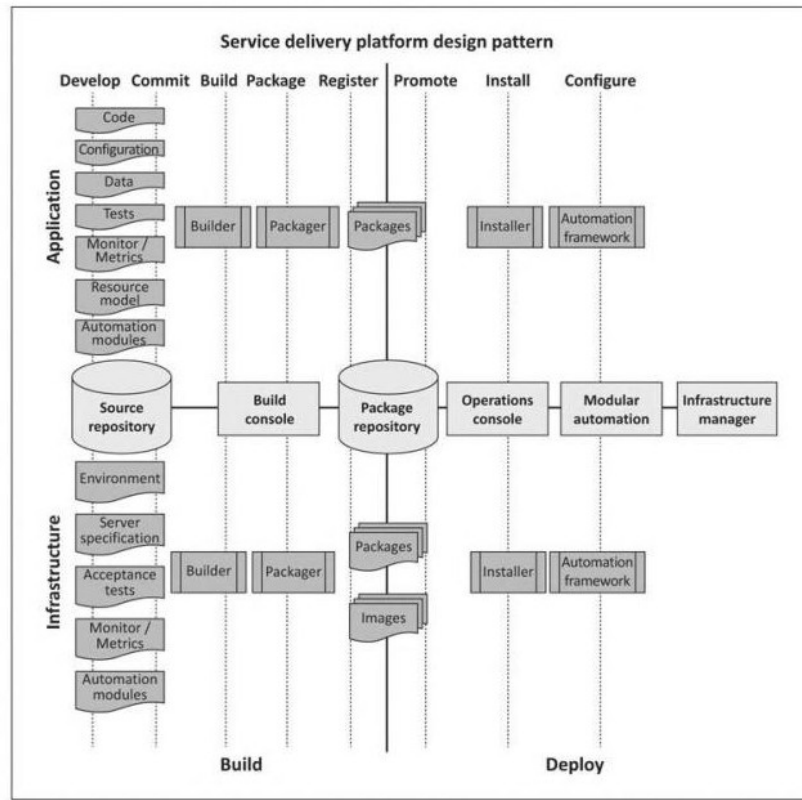 Service delivery platform design pattern
Develop Commit Build Package Register Promote Install Configure
Application
Code
Configuration
Data
Tests
Monitor /
Metrics
Resource
model
Automation
modules
Builder
Packager
Packages
Installer
Automation
framework
Source
repository
Build
console
Package
repository
Operations
console
Modular
automation
Infrastructure
manager
Infrastructure
Environment
Server
specification
Acceptance
tests
Monitor /
Metrics
Automation
modules
Builder
Packager
Packages
Images
Installer
Automation
framework
Build
Deploy